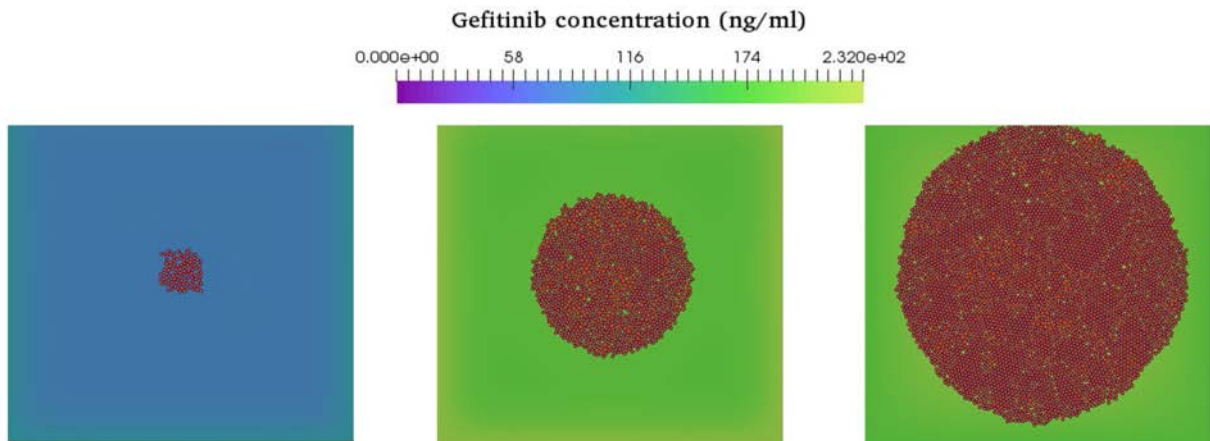 Gefitinib concentration (ng/ml)
0.000e+00 58 116 174 2.320e+02